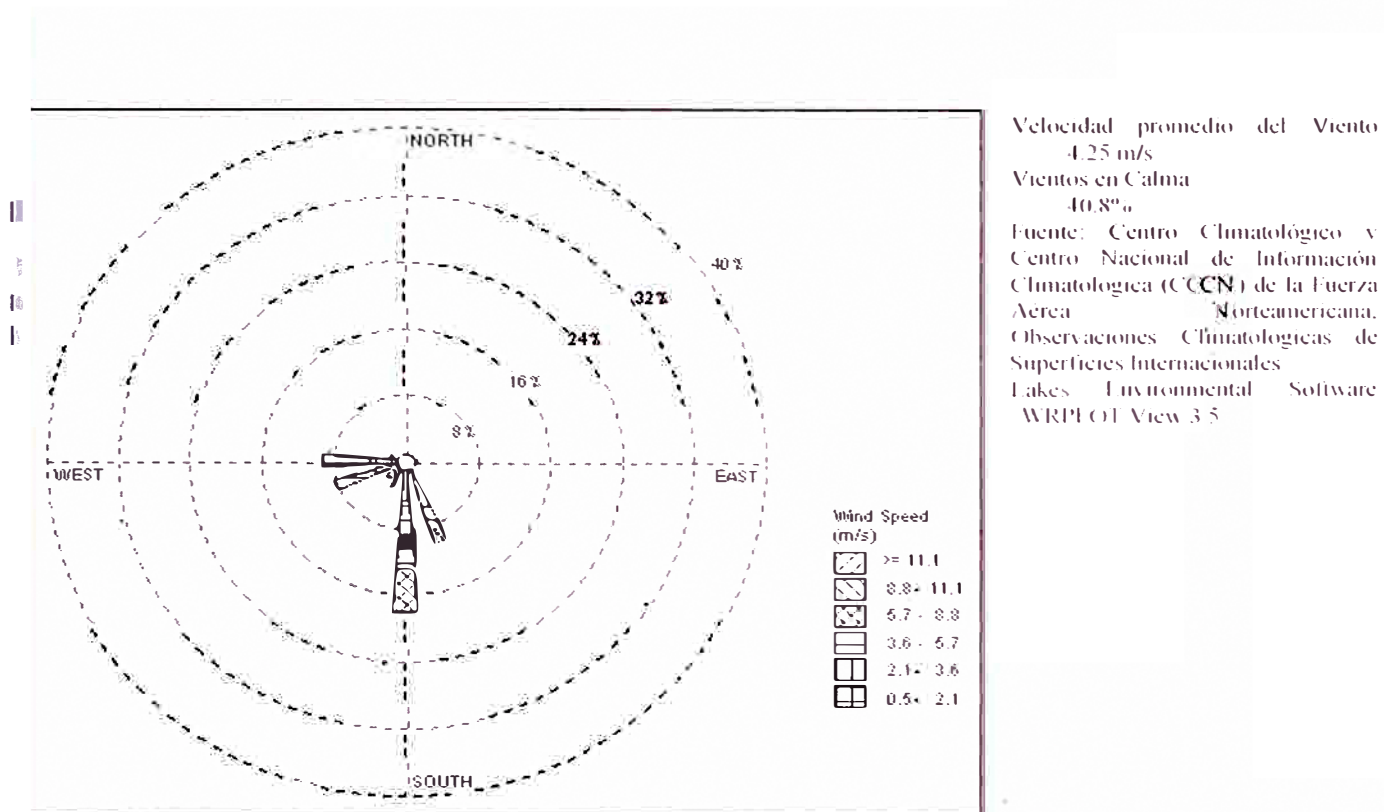 NORTH
40 %
32 %
24 %
16 %
8 %
WEST
EAST
SOUTH
Wind Speed
(m/s)
>= 11.1
8.8 - 11.1
5.7 - 8.8
3.6 - 5.7
2.1 - 3.6
0.5 - 2.1
Velocidad promedio del Viento
4.25 m/s
Vientos en Calma
40.8%
Fuente: Centro Climatológico y
Centro Nacional de Información
Climatologica de la Fuerza
Aérea Norteamericana.
Observaciones Climatologicas de
Superficies Internacionales
Lakes Environmental Software
WRPLOT View 3.5